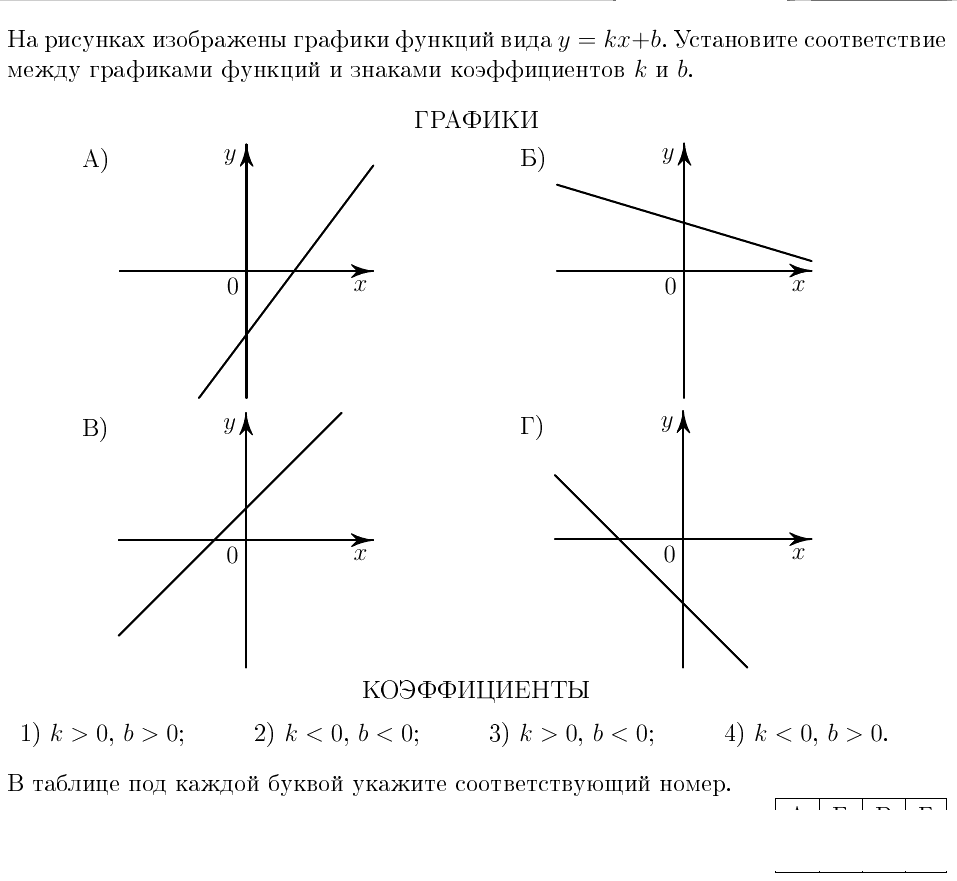 На рисунках изображены графики функций вида y = kx+b. Установите соответствие
между графиками функций и знаками коэффициентов k и b.
ГРАФИКИ
А)
y
0
x
Б)
y
0
x
В)
y
0
x
Г)
y
0
x
КОЭФФИЦИЕНТЫ
1) k > 0, b > 0; 2) k < 0, b < 0; 3) k > 0, b < 0; 4) k < 0, b > 0.
В таблице под каждой буквой укажите соответствующий номер.